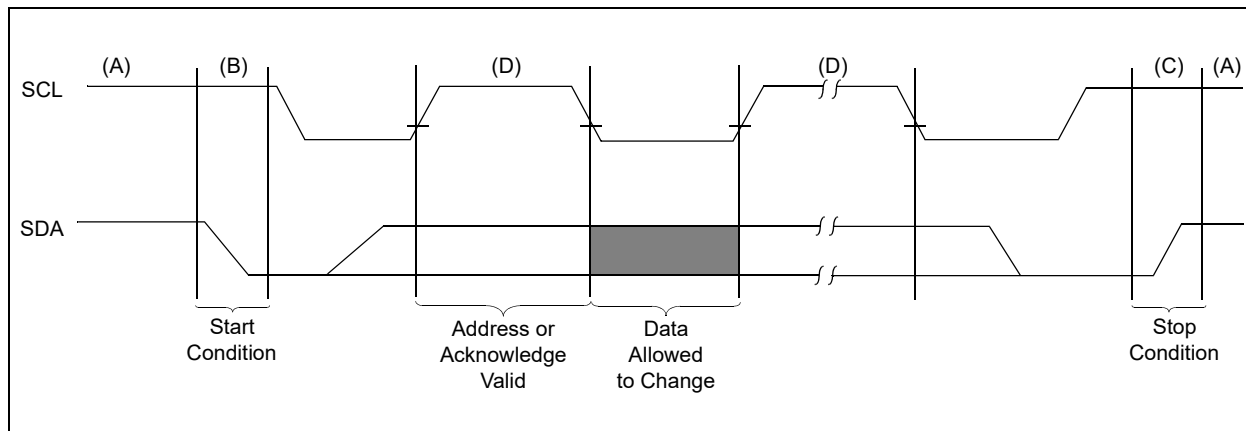 (A) (B) (D) (D) (C) (A)
SCL
SDA
Start
Condition
Address or
Acknowledge
Valid
Data
Allowed
to Change
Stop
Condition